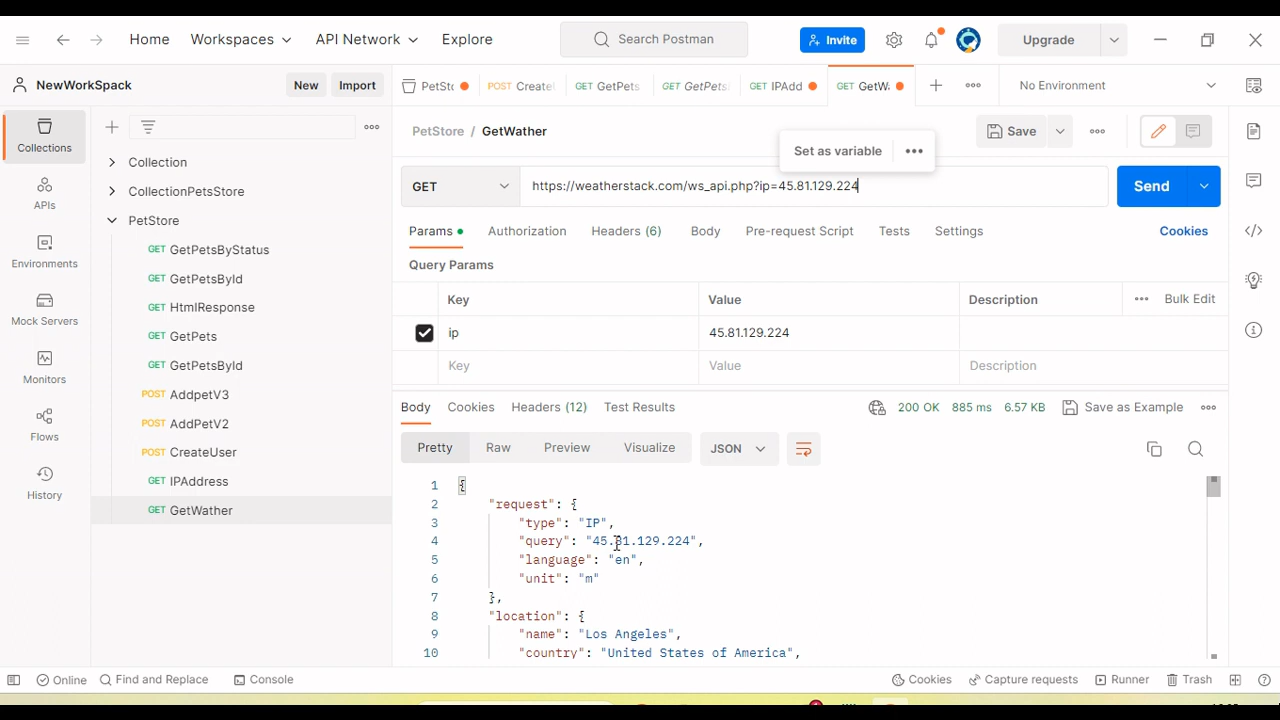 Home Workspaces API Network Explore Search Postman Invite Upgrade
NewWorkSpack New Import PetSto POST Create GET GetPets GET GetPets GET IPAdd GET GetWa No Environment
PetStore / GetWather Save
Set as variable
Collections
APIs
Environments
Mock Servers
Monitors
Flows
History
Collection
CollectionPetsStore
PetStore
GET GetPetsByStatus
GET GetPetsById
GET HtmlResponse
GET GetPets
GET GetPetsById
POST AddpetV3
POST AddPetV2
POST CreateUser
GET IPAddress
GET GetWather
GET https://weatherstack.com/ws_api.php?ip=45.81.129.224 Send
Params Authorization Headers (6) Body Pre-request Script Tests Settings Cookies
Query Params
Key Value Description Bulk Edit
ip 45.81.129.224
Key Value Description
Body Cookies Headers (12) Test Results 200 OK 885 ms 6.57 KB Save as Example
Pretty Raw Preview Visualize JSON
1 {
2 "request": {
3 "type": "IP",
4 "query": "45.81.129.224",
5 "language": "en",
6 "unit": "m"
7 },
8 "location": {
9 "name": "Los Angeles",
10 "country": "United States of America",
Online Find and Replace Console Cookies Capture requests Runner Trash